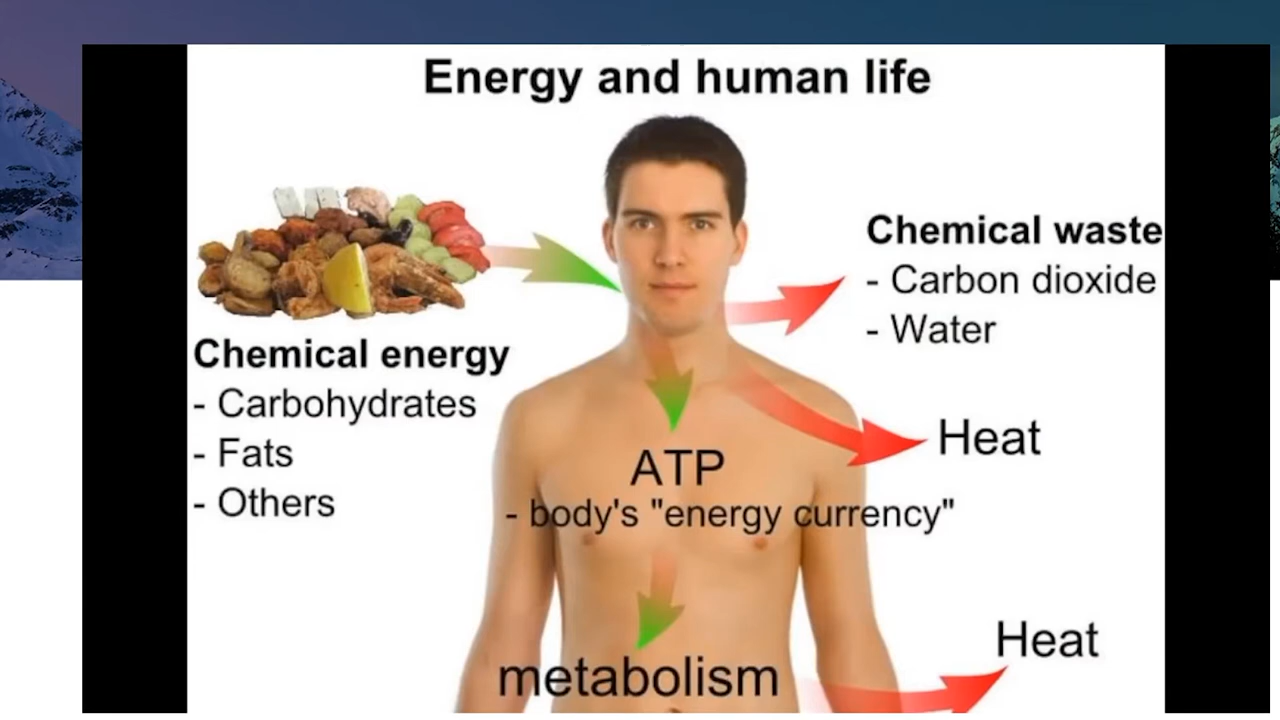 Energy and human life
Chemical energy
- Carbohydrates
- Fats
- Others
Chemical waste
- Carbon dioxide
- Water
Heat
ATP
- body's "energy currency"
Heat
metabolism